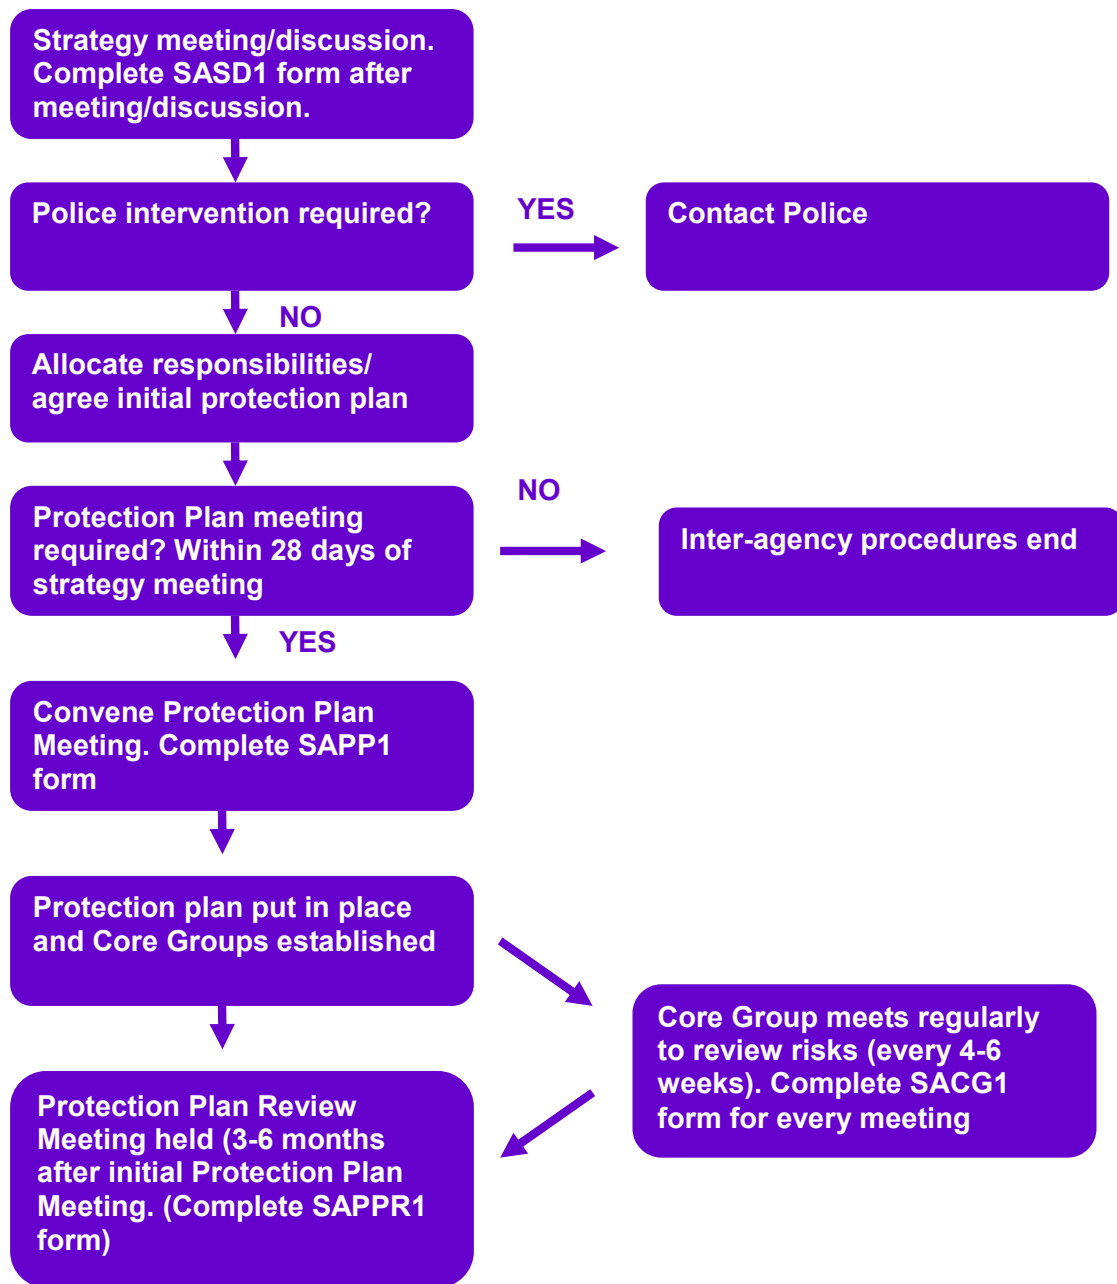 Strategy meeting/discussion.
Complete SASD1 form after
meeting/discussion.
Police intervention required?
YES
Contact Police
NO
Allocate responsibilities/
agree initial protection plan
Protection Plan meeting
required? Within 28 days of
strategy meeting
NO
Inter-agency procedures end
YES
Convene Protection Plan
Meeting. Complete SAPP1
form
Protection plan put in place
and Core Groups established
Core Group meets regularly
to review risks (every 4-6
weeks). Complete SACG1
form for every meeting
Protection Plan Review
Meeting held (3-6 months
after initial Protection Plan
Meeting. (Complete SAPPR1
form)